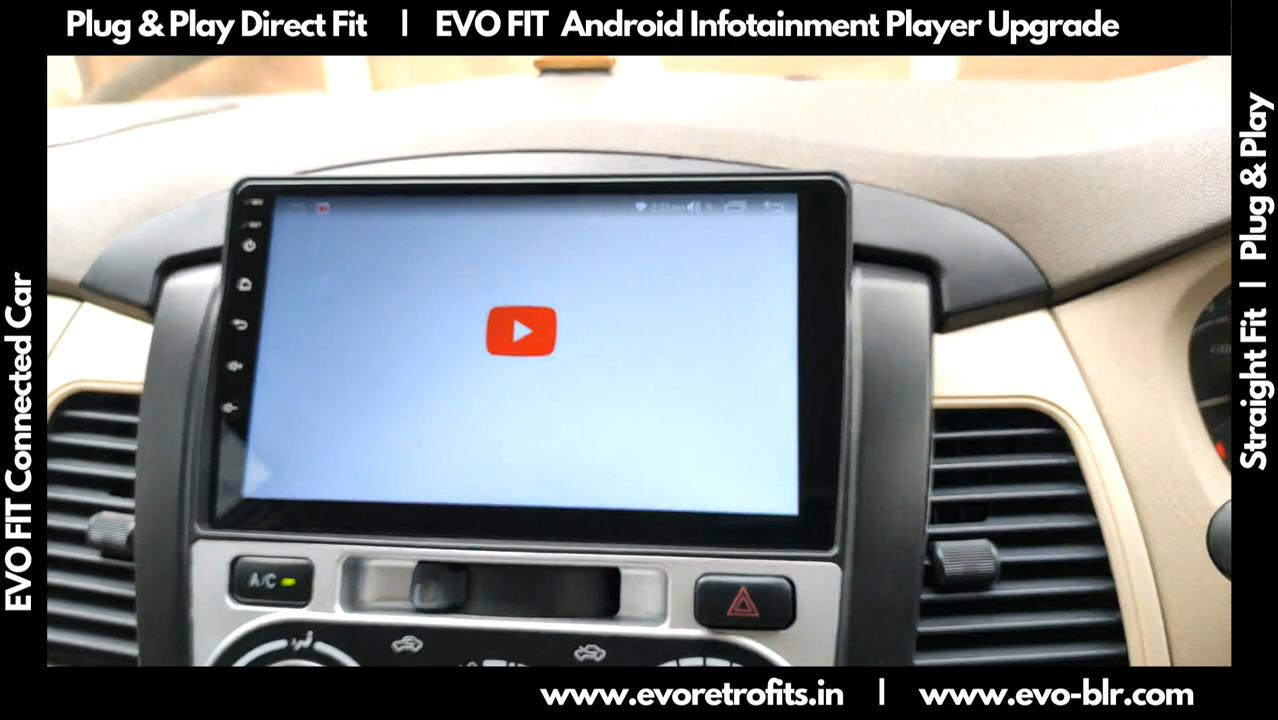 Plug & Play Direct Fit | EVO FIT Android Infotainment Player Upgrade
EVO FIT Connected Car
Straight Fit | Plug & Play
A/C
www.evoretrofits.in | www.evo-blr.com